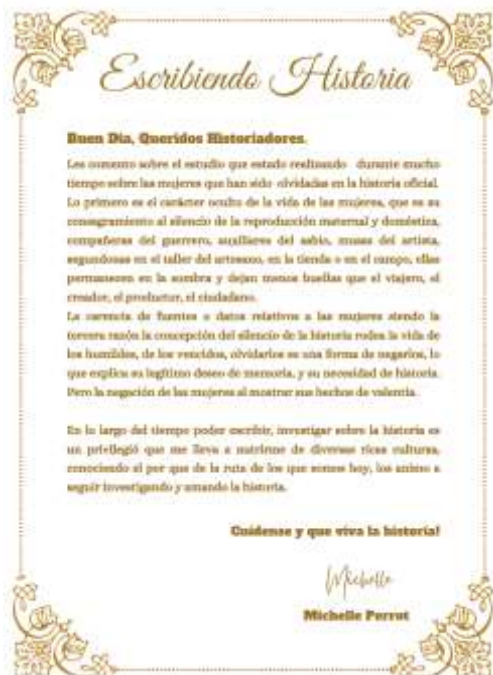 Escribiendo Historia
Buen Dia, Queridos Historiadores.
Les comento sobre el estudio que estado realizando durante mucho
tiempo sobre las mujeres que han sido olvidadas en la historia oficial.
Lo primero es el carácter oculto de la vida de las mujeres, que es su
consagramiento al silencio de la reproducción maternal y doméstica,
compañeras del guerrero, auxiliares del sabio, musas del artista,
segundonas en el taller del artesano, en la tienda o en el campo, ellas
permanecen en la sombra y dejan menos huellas que el viajero, el
creador, el productor, el ciudadano.
La carencia de fuentes o datos relativos a las mujeres siendo la
tercera razón la concepción del silencio de la historia rodea la vida de
los humildes, de los vencidos, olvidarlos es una forma de negarlos, lo
que explica su legítimo deseo de memoria, y su necesidad de historia.
Pero la negación de las mujeres al mostrar sus hechos de valentía.
En lo largo del tiempo poder escribir, investigar sobre la historia es
un privilegió que me lleva a nutrirme de diversas ricas culturas,
conociendo el por que de la ruta de los que somos hoy, los animo a
seguir investigando y amando la historia.
Cuídense y que viva la historia!
Michelle
Michelle Perrot